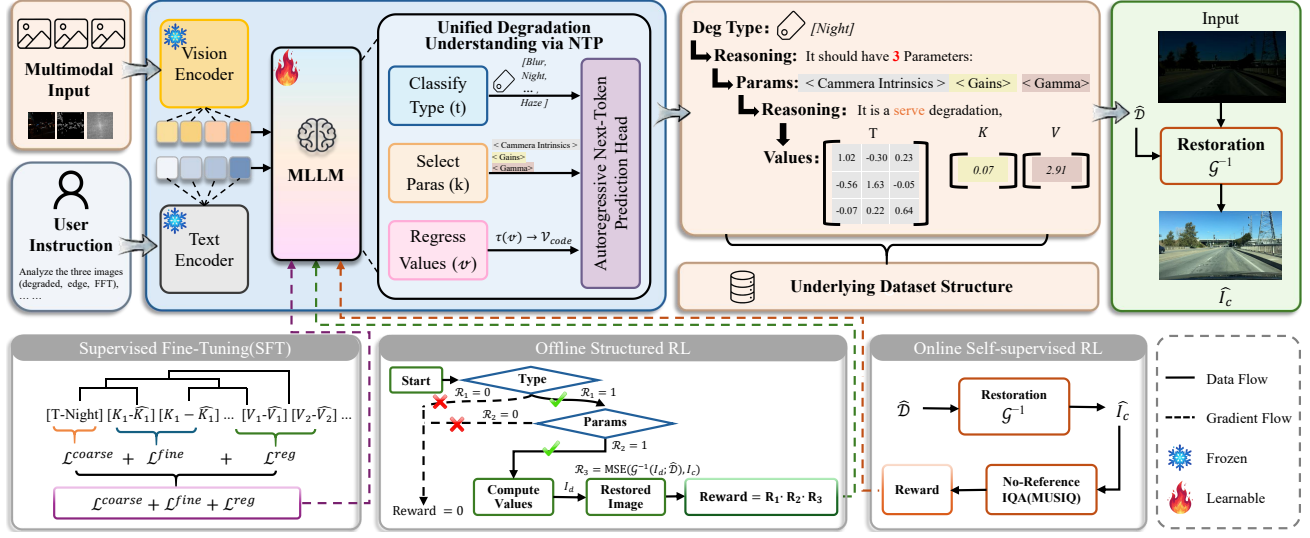 Multimodal
Input
User
Instruction
Analyze the three images
(degraded, edge, FFT),
... ...
Vision
Encoder
Text
Encoder
MLLM
Unified Degradation
Understanding via NTP
Classify
Type (t)
[Blur,
Night,
... ,
Haze ]
Select
Paras (k)
< Cammera Intrinsics >
< Gains>
< Gamma>
Regress
Values (𝓋)
τ(𝓋) → 𝒱_code
Autoregressive Next-Token
Prediction Head
Deg Type: [Night]
Reasoning: It should have 3 Parameters:
Params: < Cammera Intrinsics > < Gains> < Gamma>
Reasoning: It is a serve degradation,
T K V
Values:
1.02 -0.30 0.23
-0.56 1.63 -0.05
-0.07 0.22 0.64
0.07
2.91
Underlying Dataset Structure
Input
𝒟̂
Restoration
𝒢⁻¹
Î_c
Supervised Fine-Tuning(SFT)
[T-Night] [K₁-K̂₁] [K₁ − K̂₁] ... [V₁-V̂₁] [V₂-V̂₂] ...
ℒ^coarse + ℒ^fine + ℒ^reg
ℒ^coarse + ℒ^fine + ℒ^reg
Offline Structured RL
Start
Type
ℛ₁ = 0
ℛ₁ = 1
ℛ₂ = 0
Params
ℛ₂ = 1
ℛ₃ = MSE(𝒢⁻¹(I_d; 𝒟̂), I_c)
Compute
Values
I_d
Restored
Image
Reward = R₁· R₂· R₃
Reward = 0
Online Self-supervised RL
𝒟̂
Restoration
𝒢⁻¹
Î_c
Reward
No-Reference
IQA(MUSIQ)
Data Flow
Gradient Flow
Frozen
Learnable